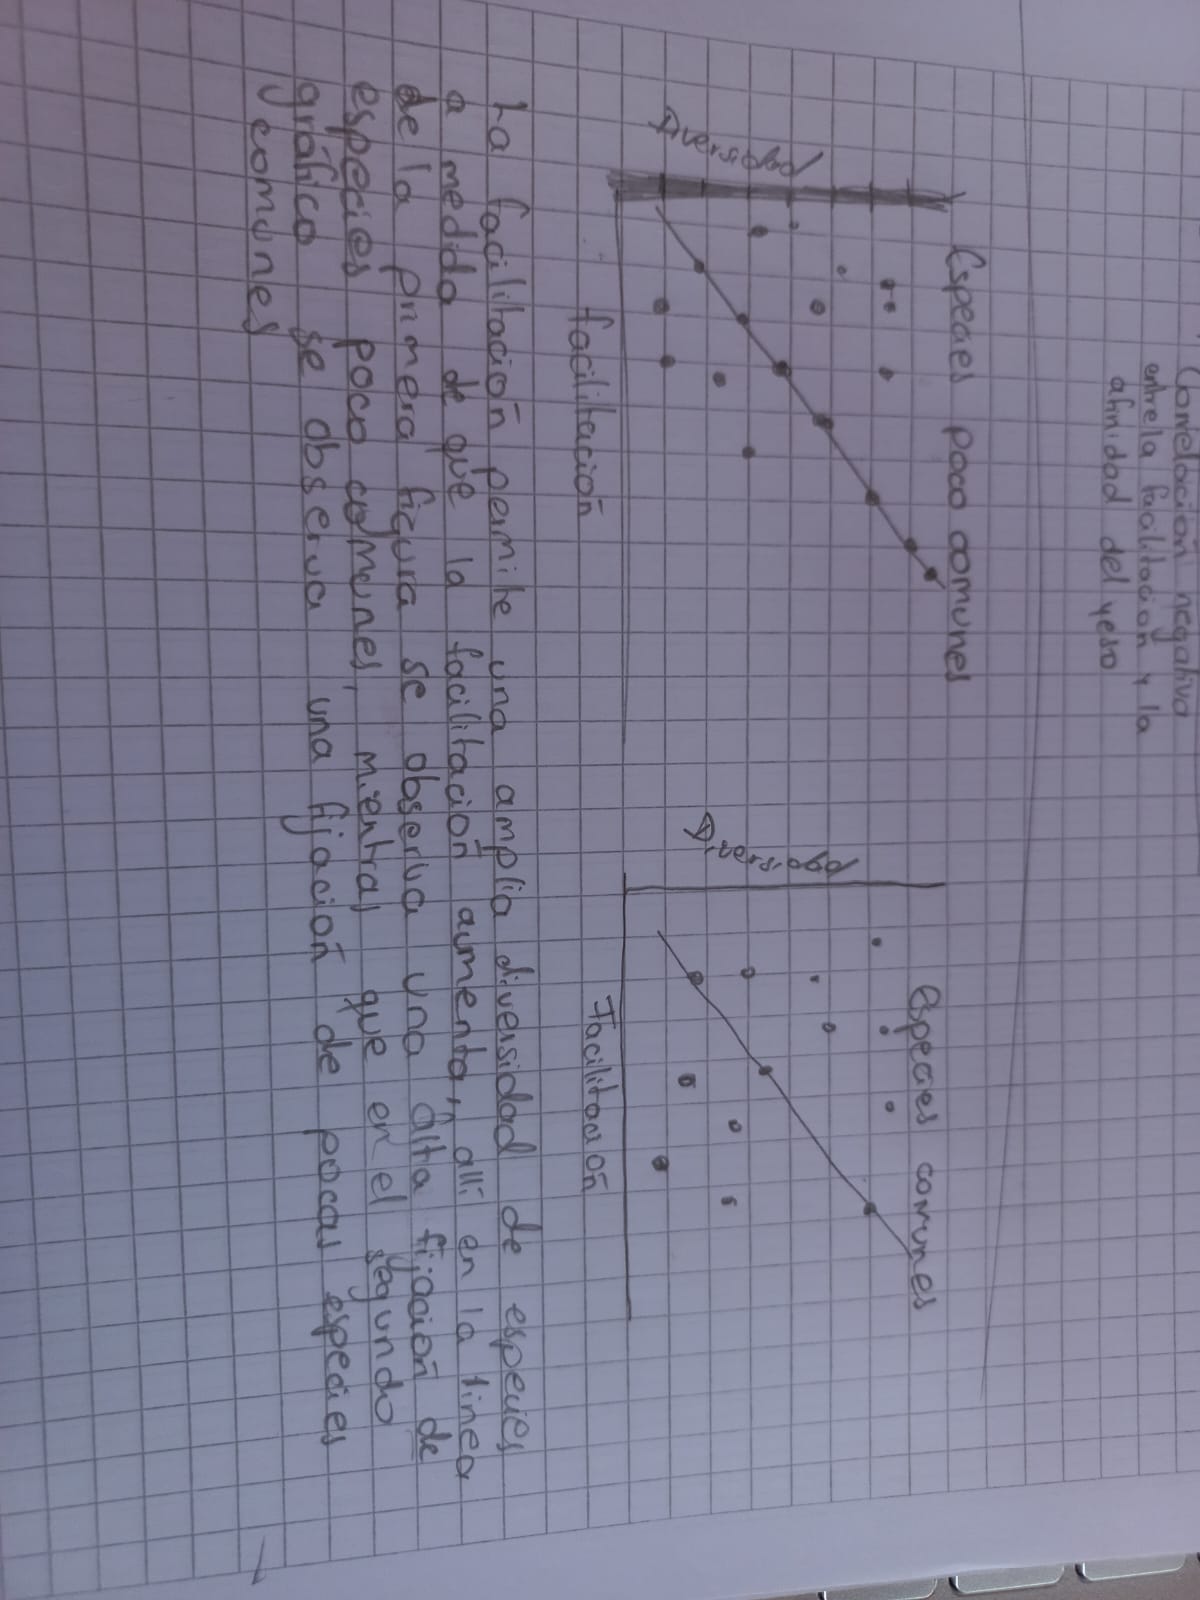 Correlación negativa
entre la facilitación y la
afinidad del yeso
Especies poco comunes
Diversidad
facilitación
especies comunes
Diversidad
Facilitación
La facilitación permite una amplia diversidad de especies
a medida de que la facilitación aumenta, allí en la linea
de la primera figura se observa una alta fijación de
especies poco comunes, mientras que en el segundo
gráfico se observa una fijación de pocas especies
y comunes